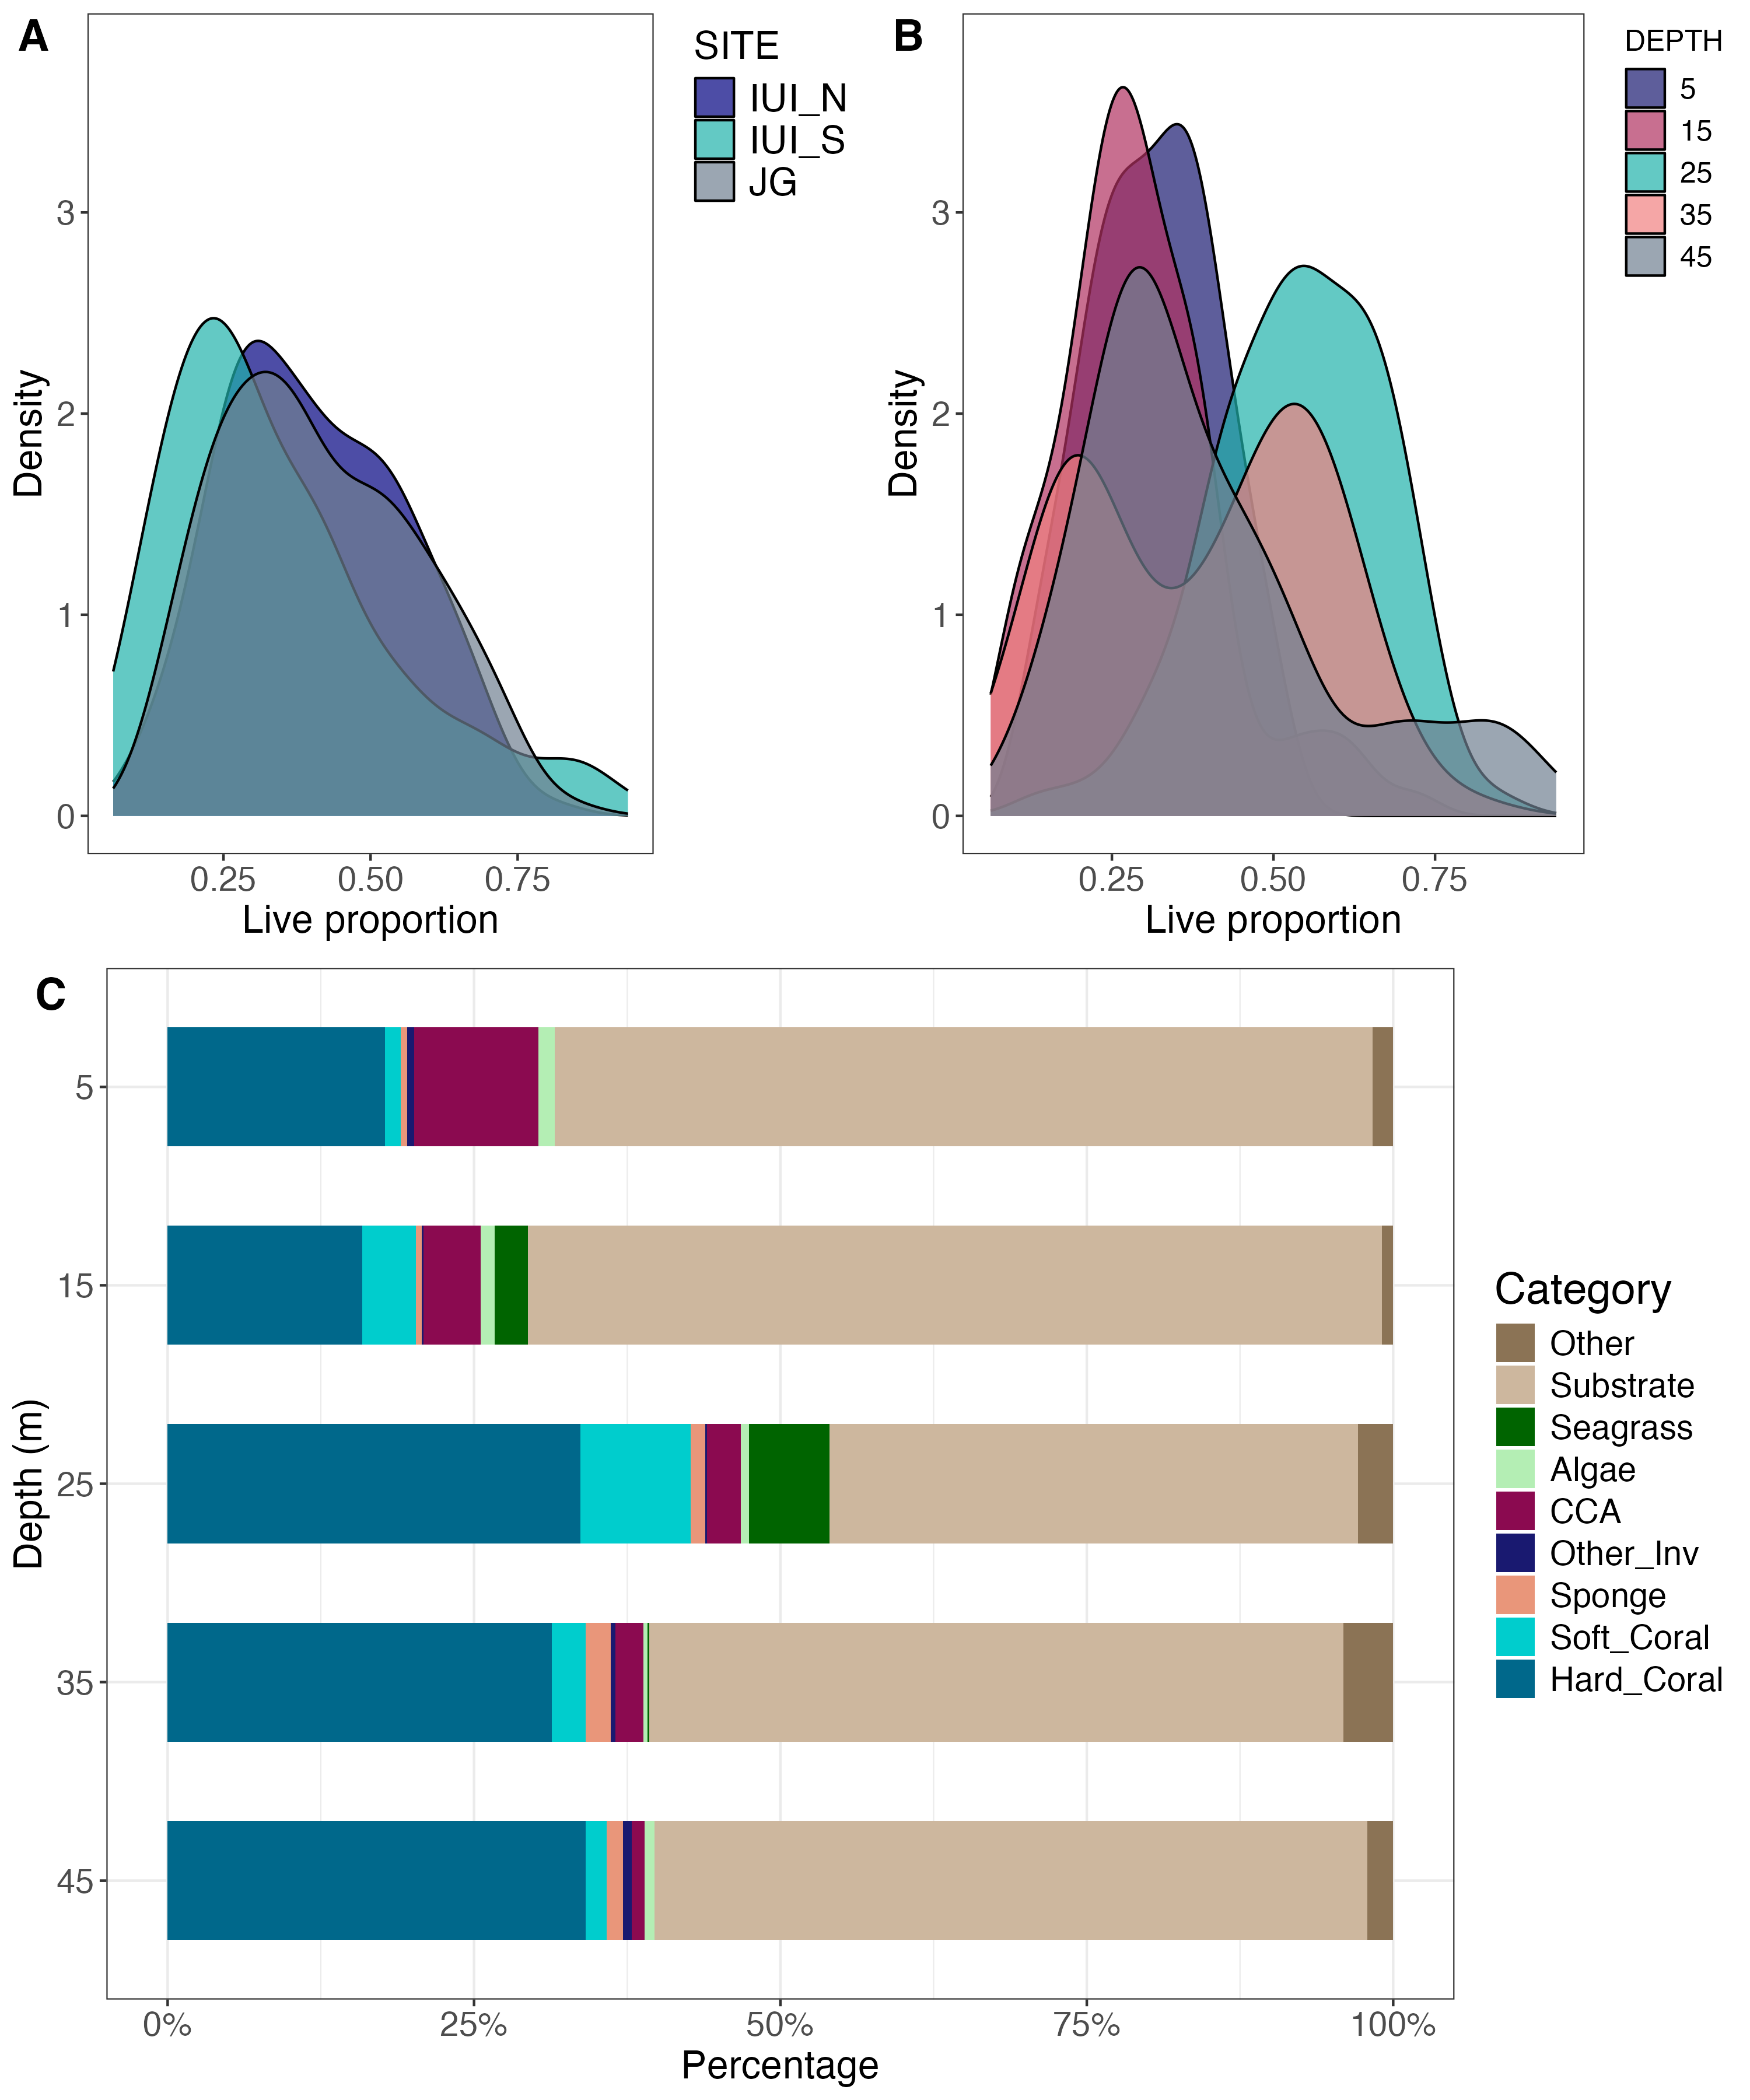 A
SITE
IUI_N
IUI_S
JG
Density
3
2
1
0
0.25 0.50 0.75
Live proportion
B
DEPTH
5
15
25
35
45
Density
3
2
1
0
0.25 0.50 0.75
Live proportion
C
Depth (m)
5
15
25
35
45
0% 25% 50% 75% 100%
Percentage
Category
Other
Substrate
Seagrass
Algae
CCA
Other_Inv
Sponge
Soft_Coral
Hard_Coral